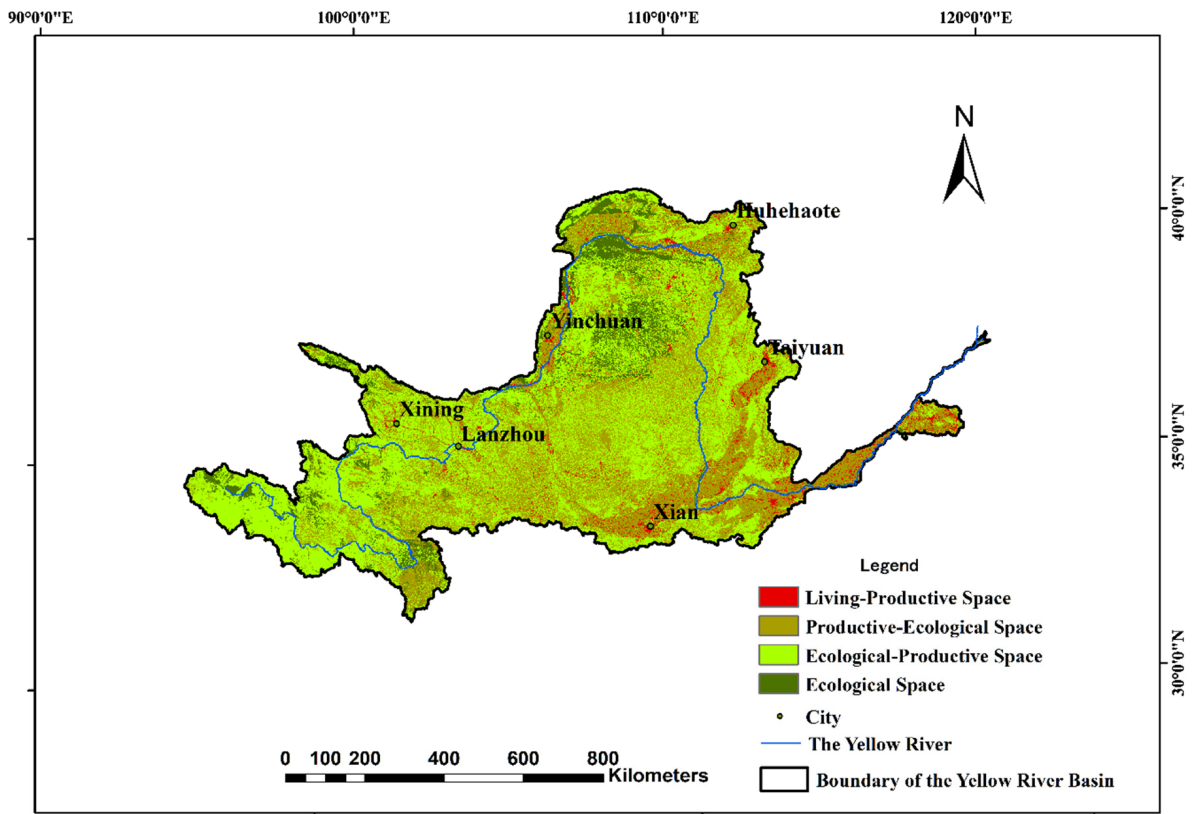 90°0'0"E 100°0'0"E 110°0'0"E 120°0'0"E
N
40°0'0"N
Huhehaote
Yinchuan
Taiyuan
Xining
Lanzhou
35°0'0"N
Xian
Legend
Living-Productive Space
Productive-Ecological Space
Ecological-Productive Space
30°0'0"N
Ecological Space
City
The Yellow River
0 100 200 400 600 800
Kilometers
Boundary of the Yellow River Basin